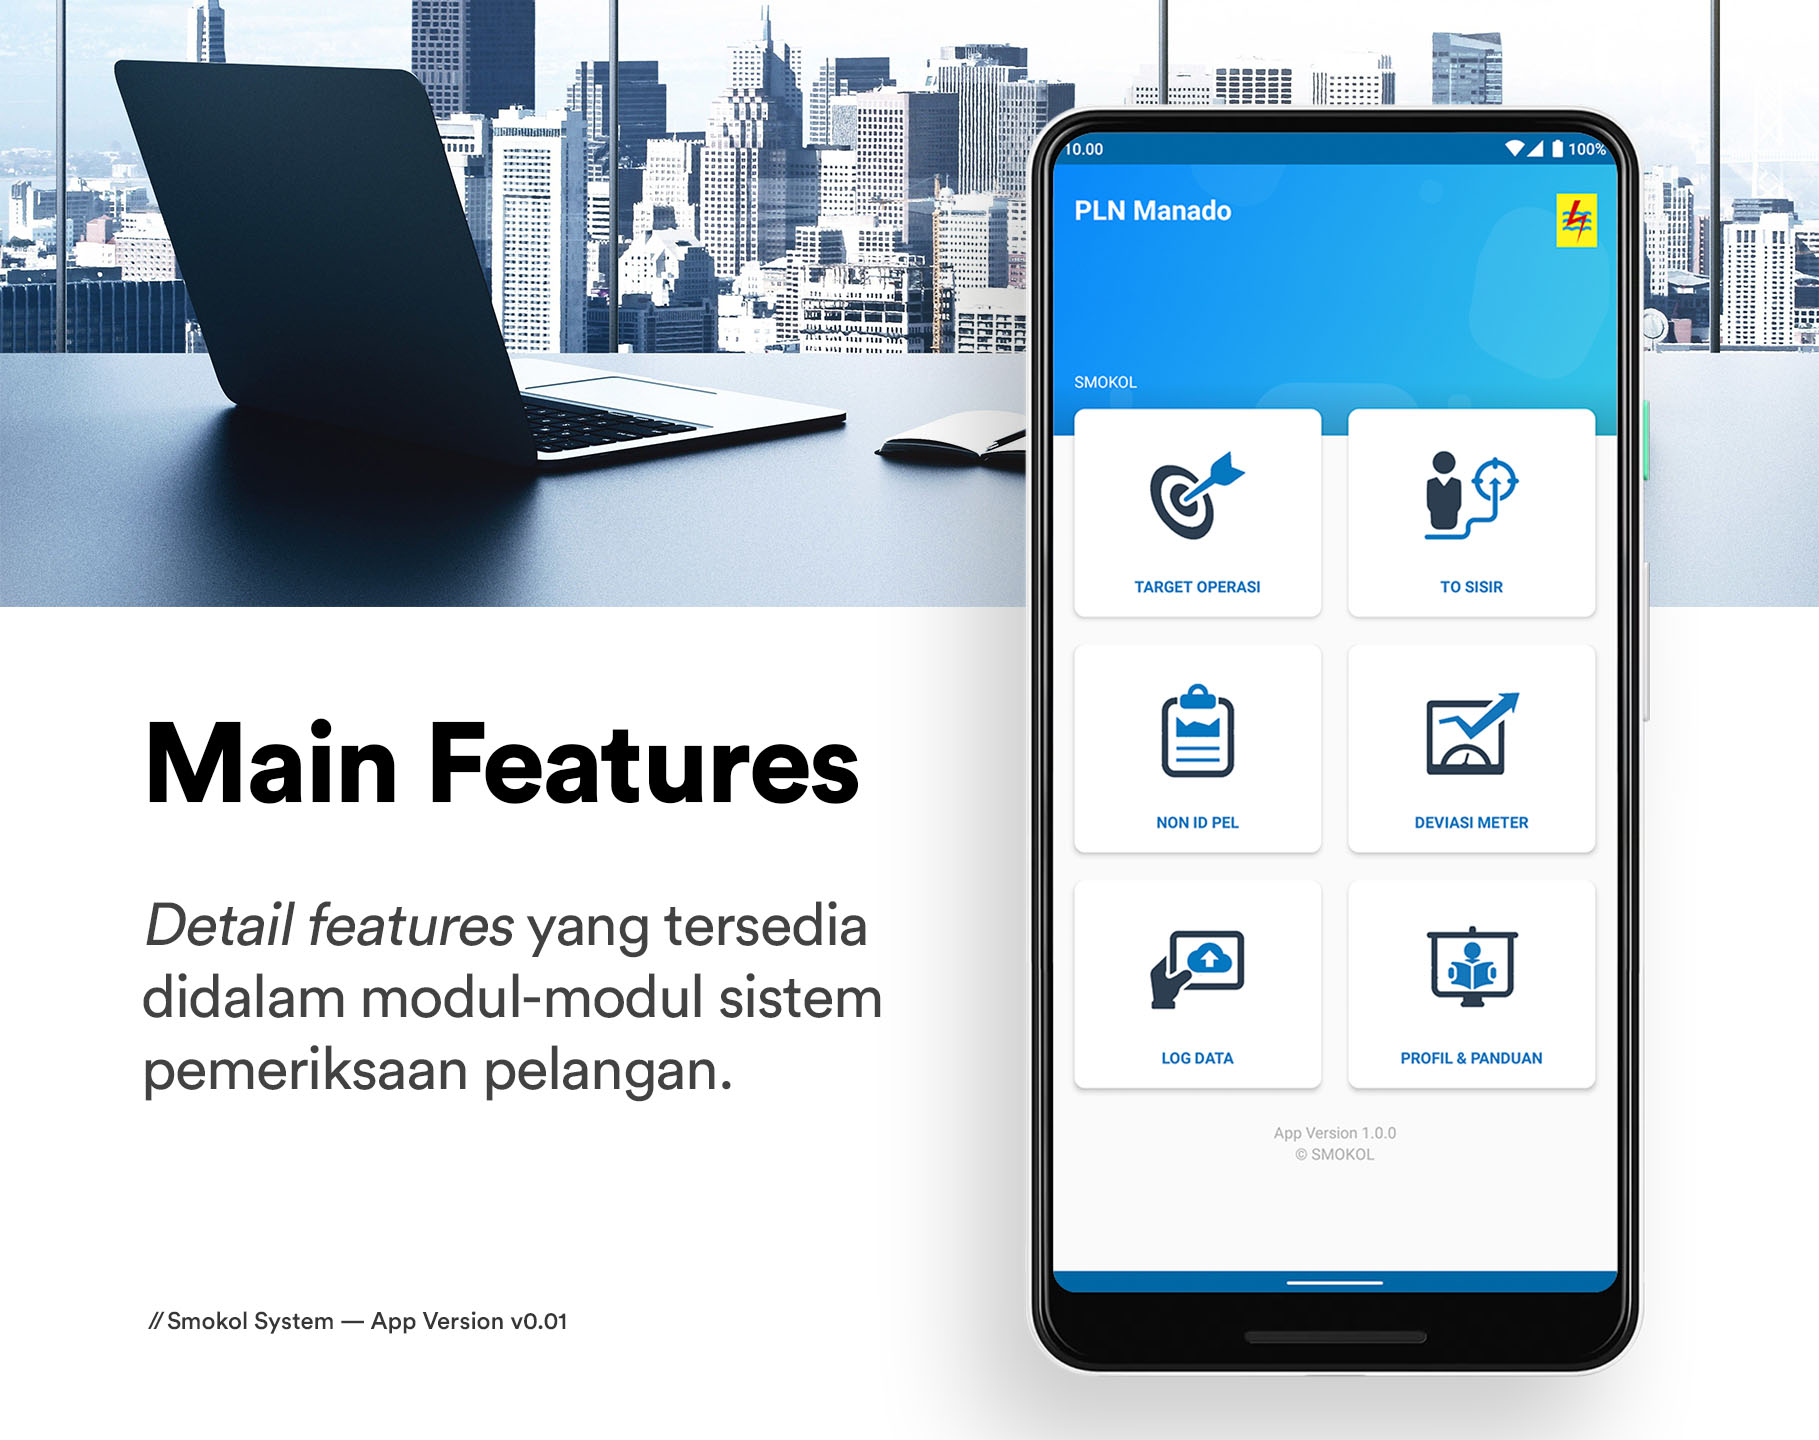 10.00
100%
PLN Manado
SMOKOL
TARGET OPERASI
TO SISIR
NON ID PEL
DEVIASI METER
LOG DATA
PROFIL & PANDUAN
App Version 1.0.0
© SMOKOL
Main Features
Detail features yang tersedia
didalam modul-modul sistem
pemeriksaan pelangan.
// Smokol System — App Version v0.01